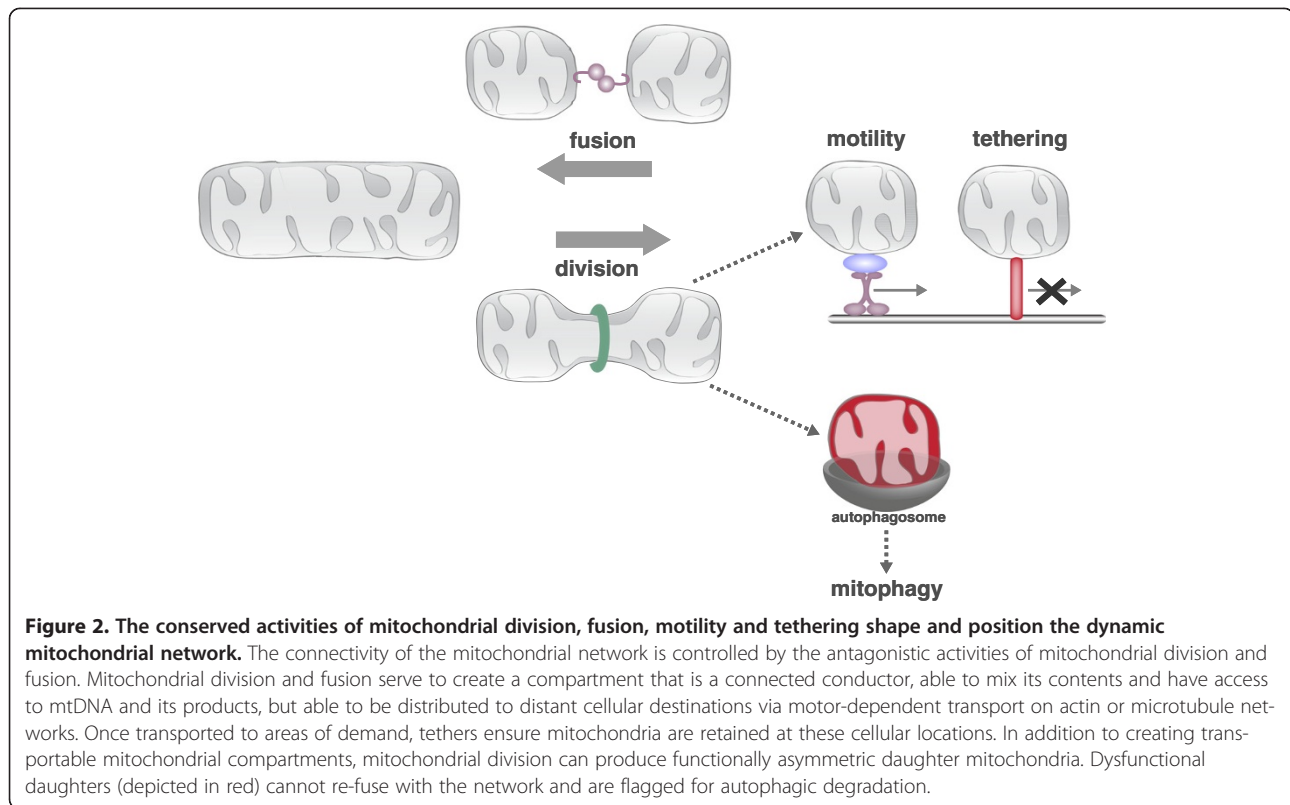 fusion
motility
tethering
division
autophagosome
mitophagy
Figure 2. The conserved activities of mitochondrial division, fusion, motility and tethering shape and position the dynamic
mitochondrial network. The connectivity of the mitochondrial network is controlled by the antagonistic activities of mitochondrial division and
fusion. Mitochondrial division and fusion serve to create a compartment that is a connected conductor, able to mix its contents and have access
to mtDNA and its products, but able to be distributed to distant cellular destinations via motor-dependent transport on actin or microtubule net-
works. Once transported to areas of demand, tethers ensure mitochondria are retained at these cellular locations. In addition to creating trans-
portable mitochondrial compartments, mitochondrial division can produce functionally asymmetric daughter mitochondria. Dysfunctional
daughters (depicted in red) cannot re-fuse with the network and are flagged for autophagic degradation.